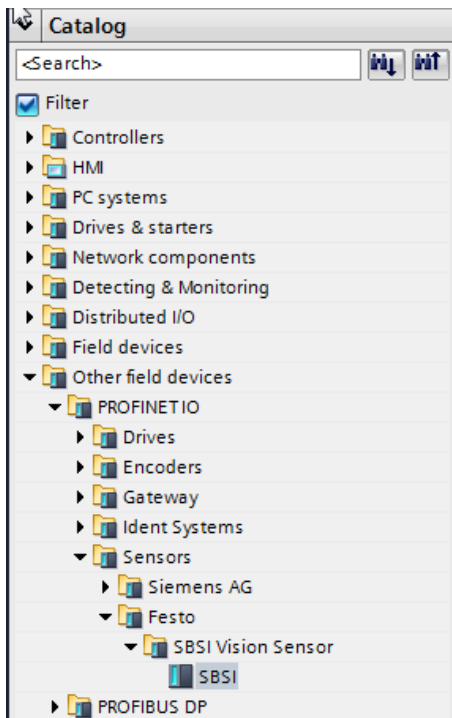 Catalog
<Search>
Filter
Controllers
HMI
PC systems
Drives & starters
Network components
Detecting & Monitoring
Distributed I/O
Field devices
Other field devices
PROFINET IO
Drives
Encoders
Gateway
Ident Systems
Sensors
Siemens AG
Festo
SBSI Vision Sensor
SBSI
PROFIBUS DP